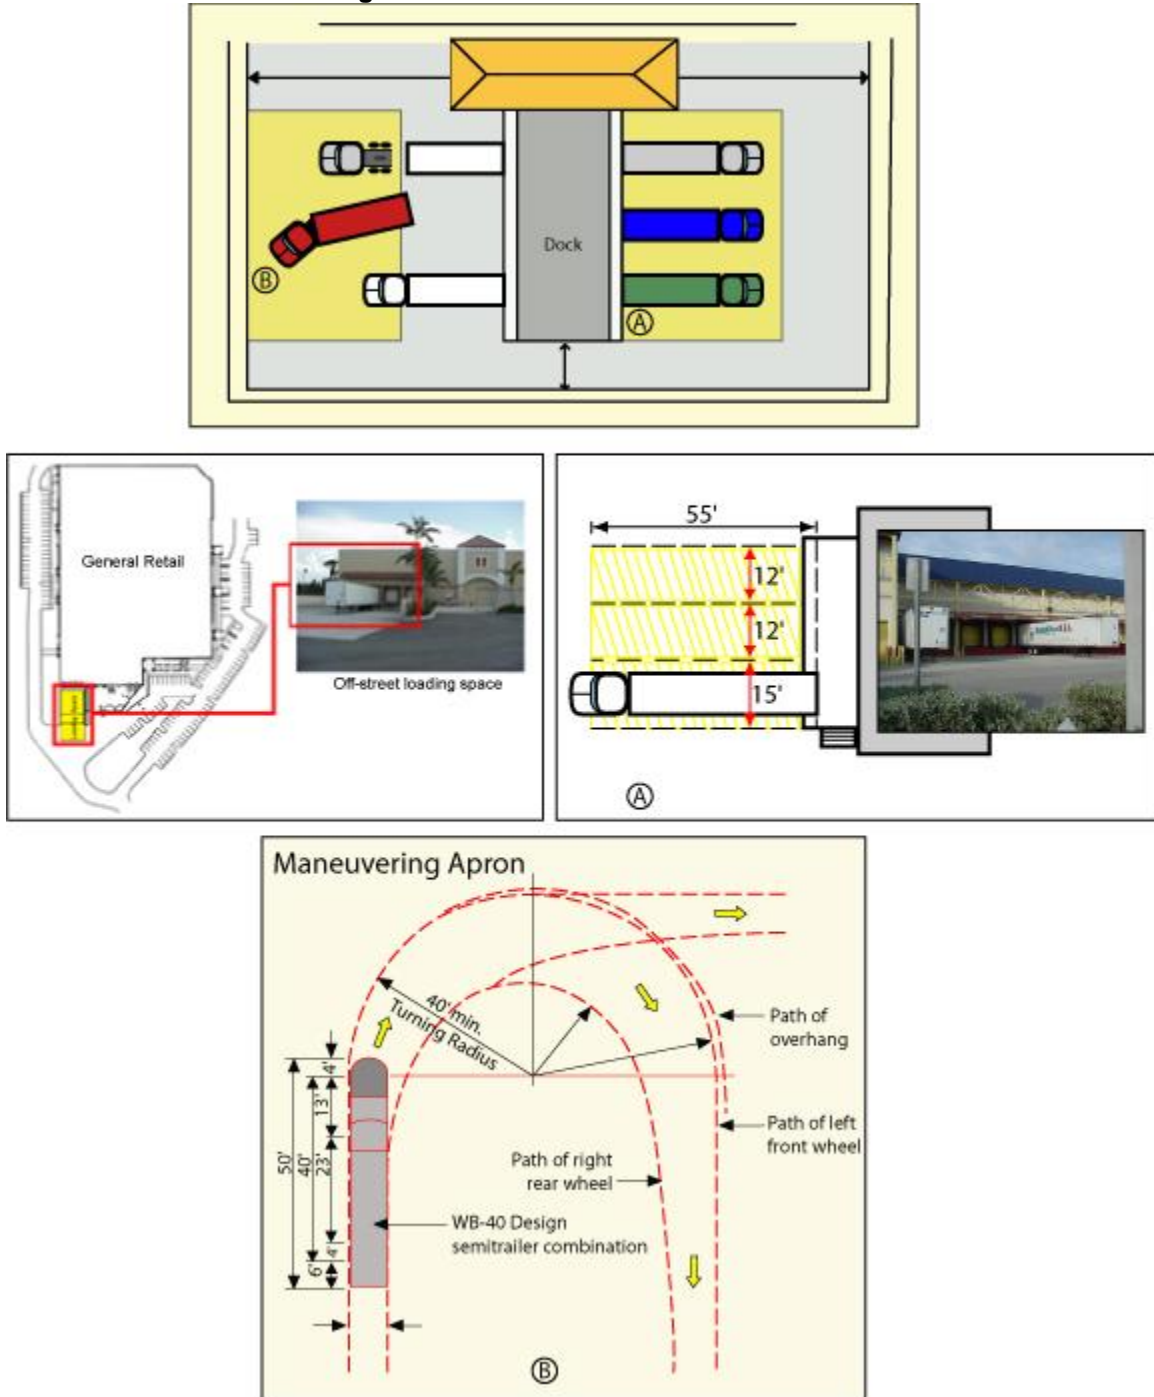 g
Dock
B
A
General Retail
Off-street loading space
55'
12'
12'
15'
A
Maneuvering Apron
40' min.
Turning Radius
Path of
overhang
Path of left
front wheel
Path of right
rear wheel
WB-40 Design
semitrailer combination
4'
13'
50'
40'
23'
4'
6'
B